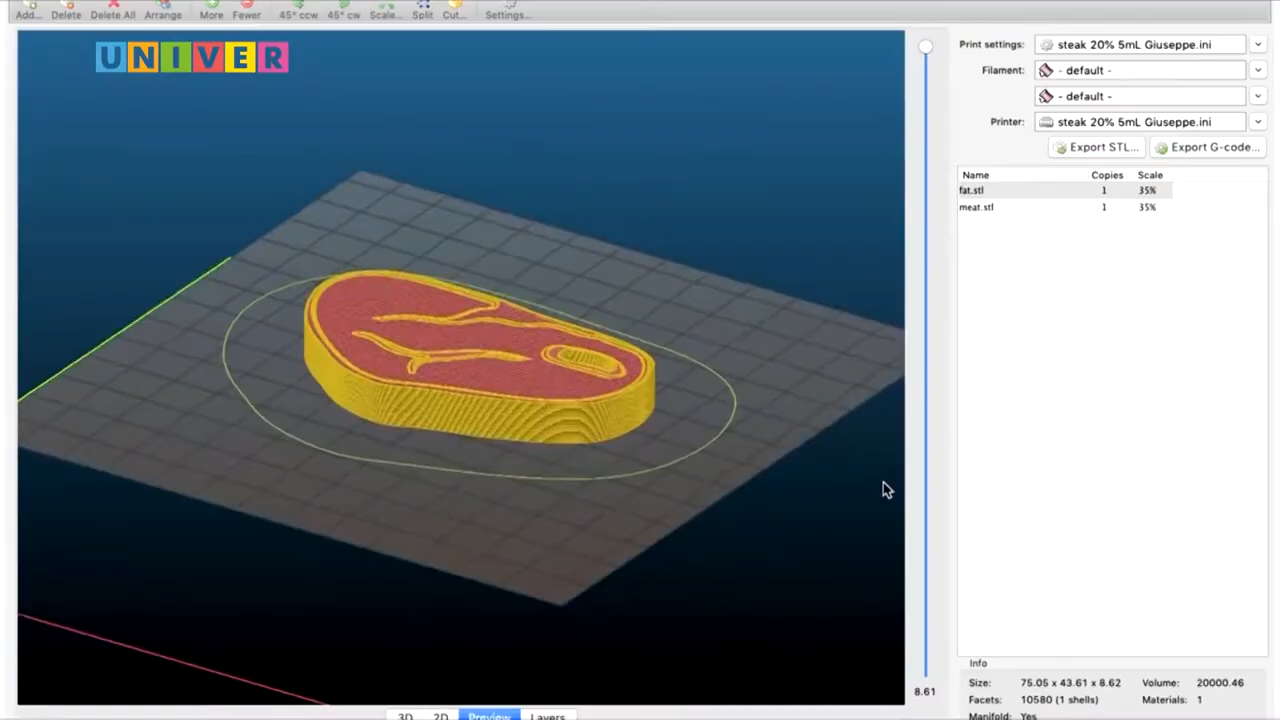 Add... Delete Delete All Arrange More Fewer 45° ccw 45° cw Scale... Split Cut... Settings...
UNIVER
Print settings: steak 20% 5mL Giuseppe.ini
Filament: - default -
- default -
Printer: steak 20% 5mL Giuseppe.ini
Export STL... Export G-code...
Name Copies Scale
fat.stl 1 35%
meat.stl 1 35%
8.61
Info
Size: 75.05 x 43.61 x 8.62 Volume: 20000.46
Facets: 10580 (1 shells) Materials: 1
Manifold: Yes
3D 2D Preview Layers